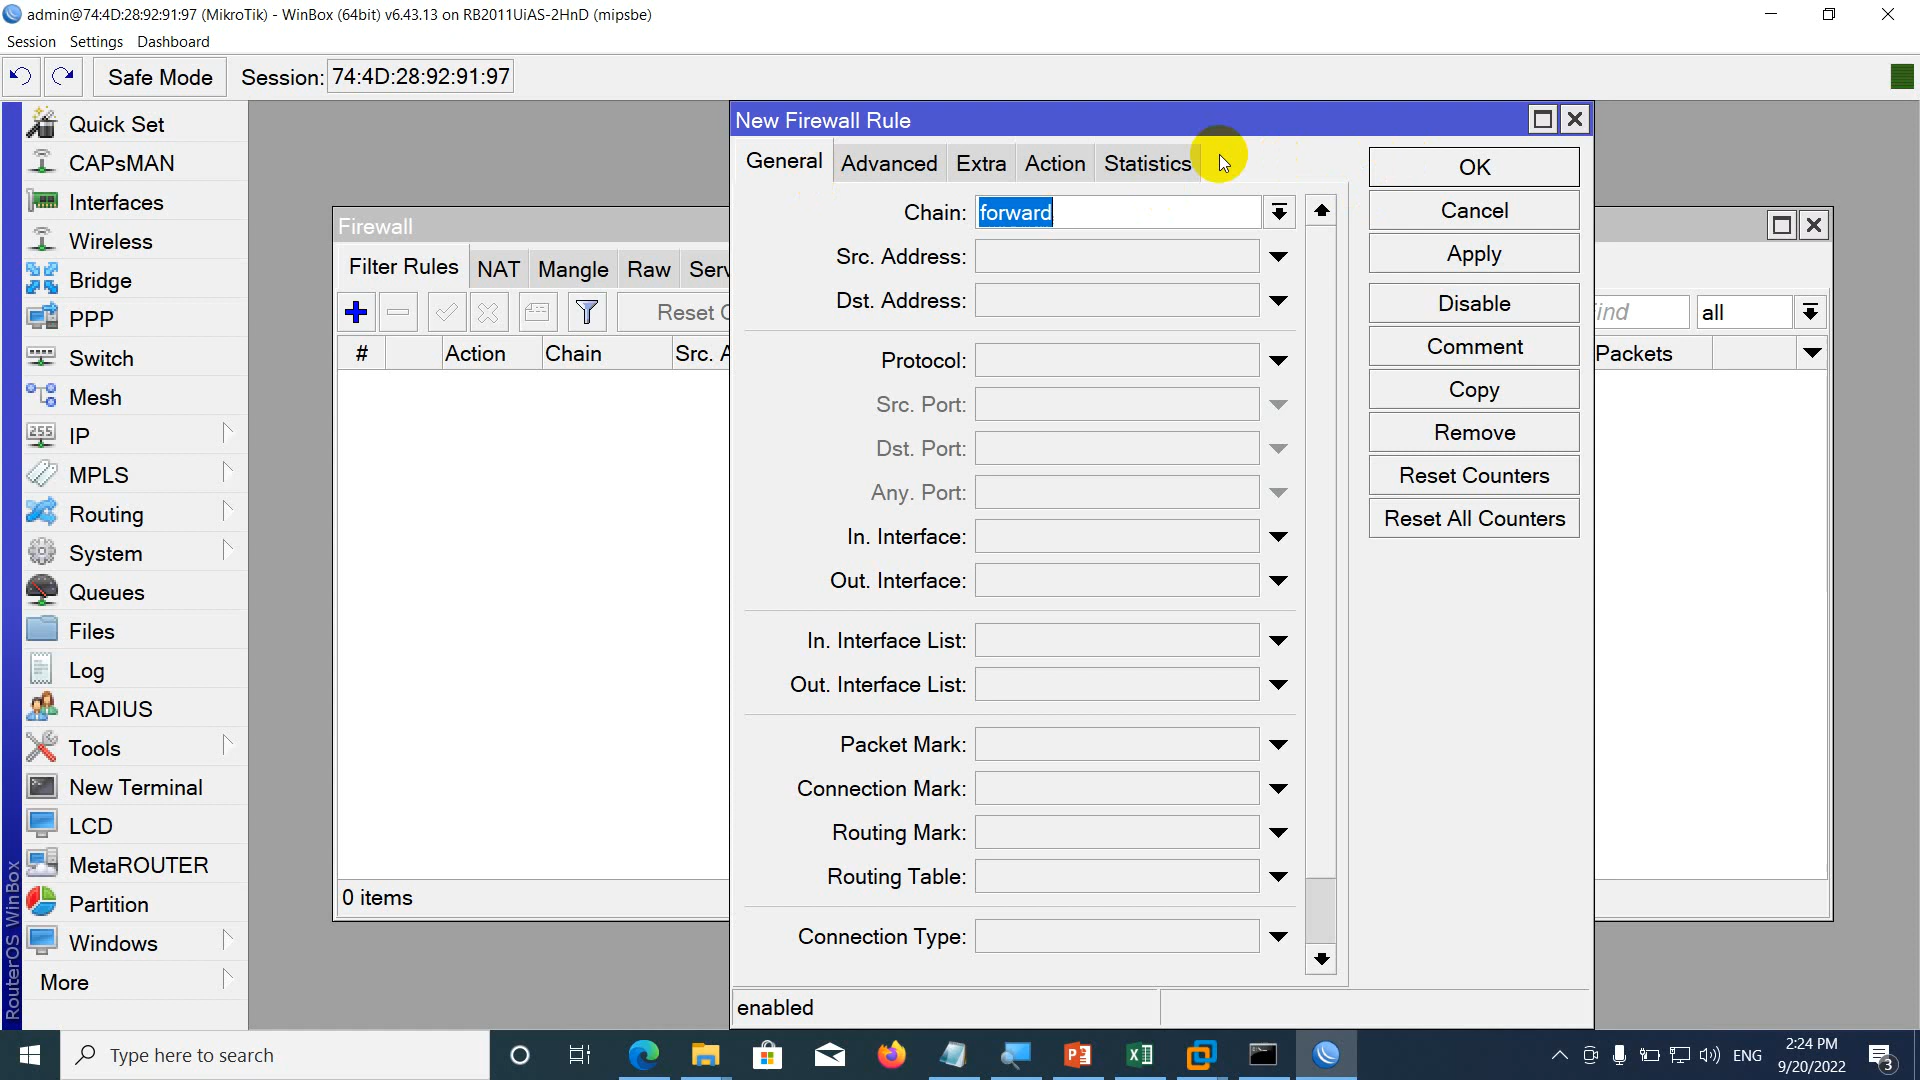 admin@74:4D:28:92:91:97 (MikroTik) - WinBox (64bit) v6.43.13 on RB2011UiAS-2HnD (mipsbe)
Session Settings Dashboard
Safe Mode Session: 74:4D:28:92:91:97
Quick Set
CAPsMAN
Interfaces
Wireless
Bridge
PPP
Switch
Mesh
255 IP
MPLS
Routing
System
Queues
Files
Log
RADIUS
Tools
New Terminal
LCD
MetaROUTER
Partition
Windows
More
RouterOS WinBox
Firewall
Filter Rules NAT Mangle Raw Serv
Reset C
ind all
# Action Chain Src. A
Packets
0 items
New Firewall Rule
General Advanced Extra Action Statistics
Chain: forward
Src. Address:
Dst. Address:
Protocol:
Src. Port:
Dst. Port:
Any. Port:
In. Interface:
Out. Interface:
In. Interface List:
Out. Interface List:
Packet Mark:
Connection Mark:
Routing Mark:
Routing Table:
Connection Type:
enabled
OK
Cancel
Apply
Disable
Comment
Copy
Remove
Reset Counters
Reset All Counters
Type here to search
ENG
2:24 PM
9/20/2022
3